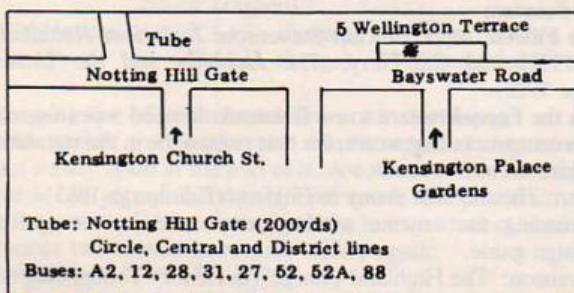 5 Wellington Terrace
Tube
Notting Hill Gate
Bayswater Road
Kensington Church St.
Kensington Palace
Gardens
Tube: Notting Hill Gate (200yds)
Circle, Central and District lines
Buses: A2, 12, 28, 31, 27, 52, 52A, 88